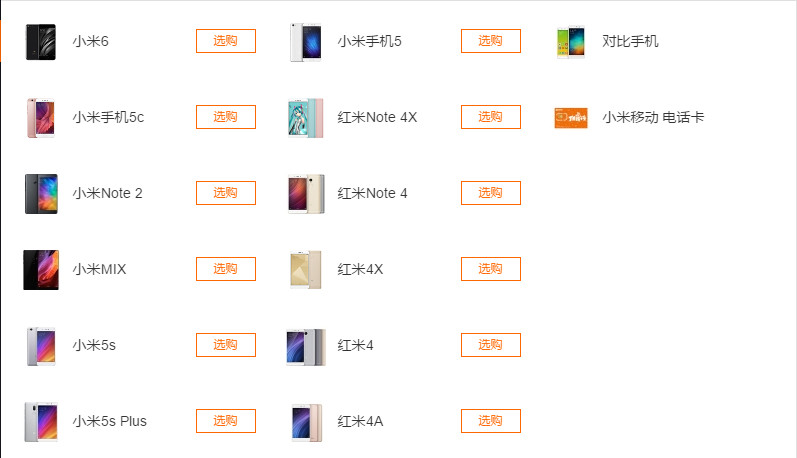 小米6 选购 小米手机5 选购 对比手机
小米手机5c 选购 红米Note 4X 选购 小米移动 电话卡
小米Note 2 选购 红米Note 4 选购
小米MIX 选购 红米4X 选购
小米5s 选购 红米4 选购
小米5s Plus 选购 红米4A 选购